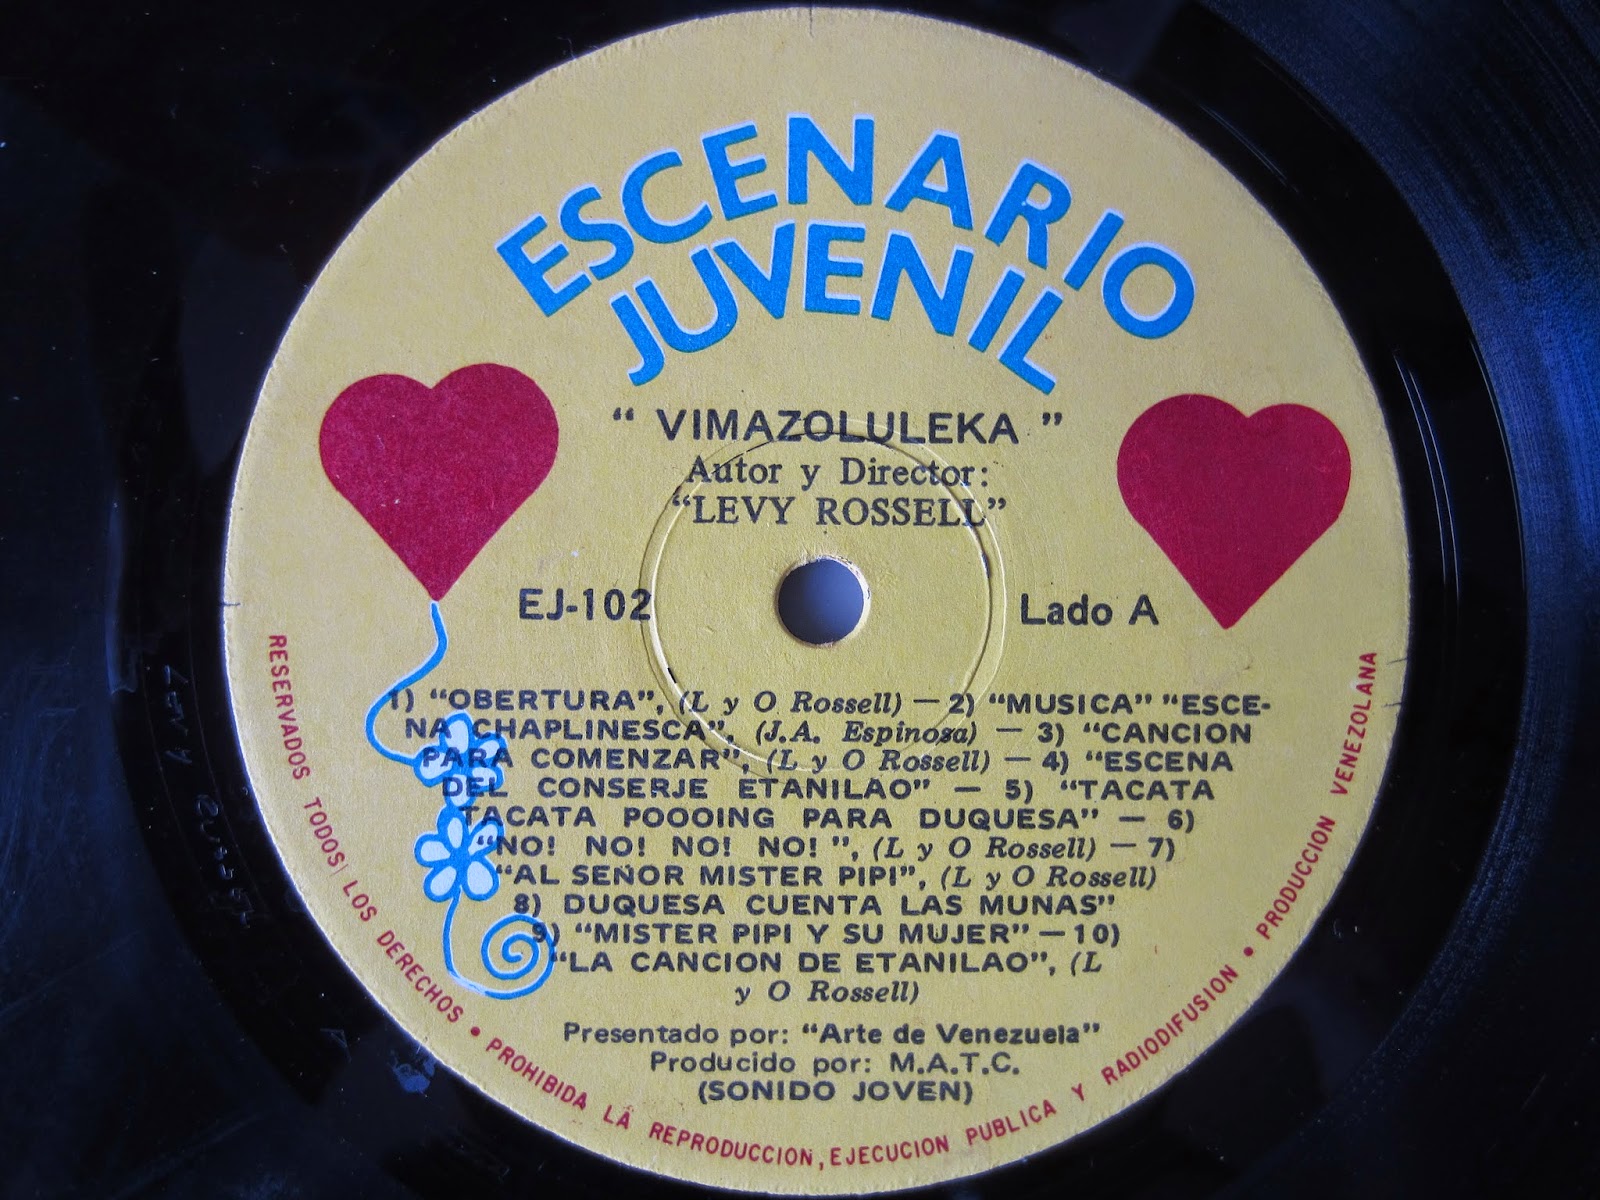 ESCENARIO
JUVENIL
“ VIMAZOLULEKA ”
Autor y Director:
“LEVY ROSSELL”
EJ-102
Lado A
1) “OBERTURA”, (L y O Rossell) — 2) “MUSICA” “ESCE-
NA CHAPLINESCA”, (J.A. Espinosa) — 3) “CANCION
PARA COMENZAR”, (L y O Rossell) — 4) “ESCENA
DEL CONSERJE ETANILAO” — 5) “TACATA
TACATA POOOING PARA DUQUESA” — 6)
“NO! NO! NO! NO! ”, (L y O Rossell) — 7)
“AL SEÑOR MISTER PIPI”, (L y O Rossell)
8) DUQUESA CUENTA LAS MUNAS”
9) “MISTER PIPI Y SU MUJER” — 10)
“LA CANCION DE ETANILAO”, (L
y O Rossell)
Presentado por: “Arte de Venezuela”
Producido por: M.A.T.C.
(SONIDO JOVEN)
RESERVADOS TODOS LOS DERECHOS • PROHIBIDA LA REPRODUCCION, EJECUCION PUBLICA Y RADIODIFUSION • PRODUCCION VENEZOLANA